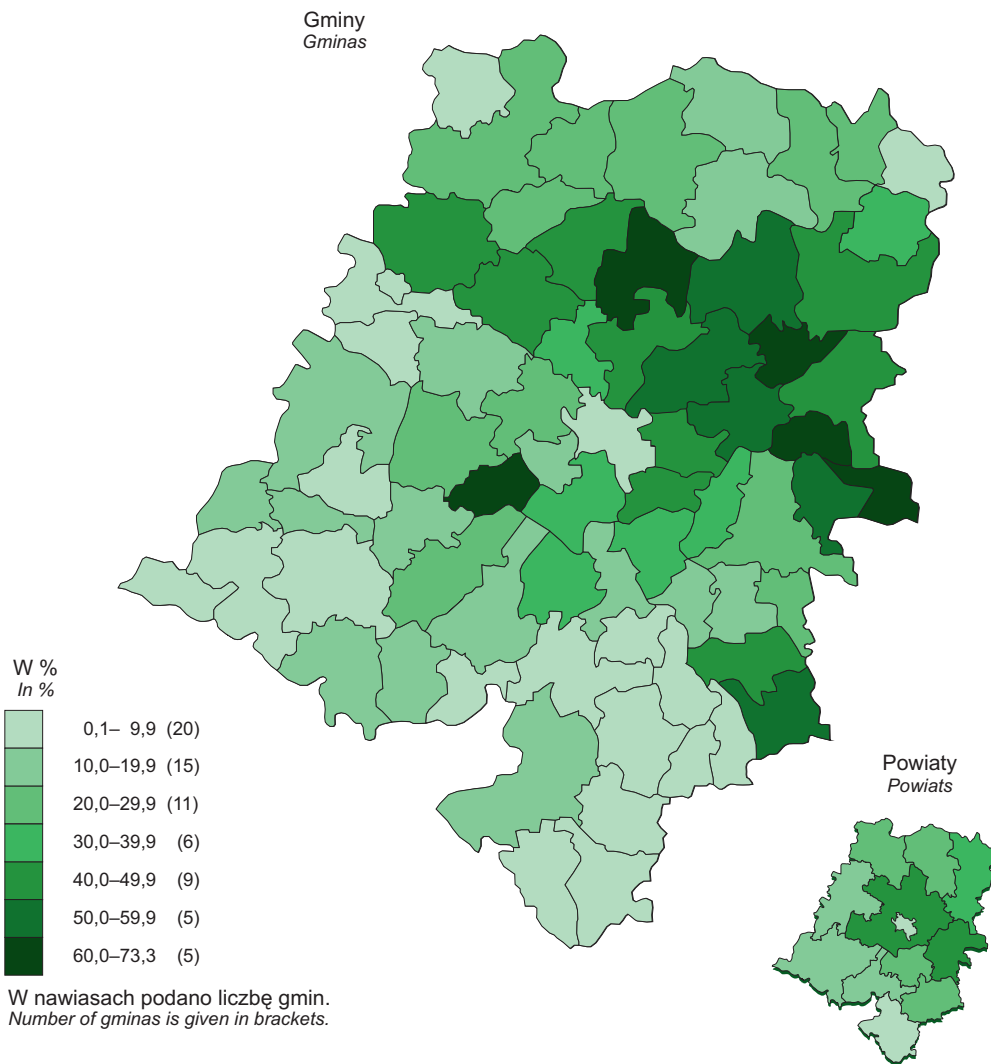 Gminy
Gminas
W %
In %
0,1– 9,9 (20)
10,0–19,9 (15)
20,0–29,9 (11)
30,0–39,9 (6)
40,0–49,9 (9)
50,0–59,9 (5)
60,0–73,3 (5)
W nawiasach podano liczbę gmin.
Number of gminas is given in brackets.
Powiaty
Powiats